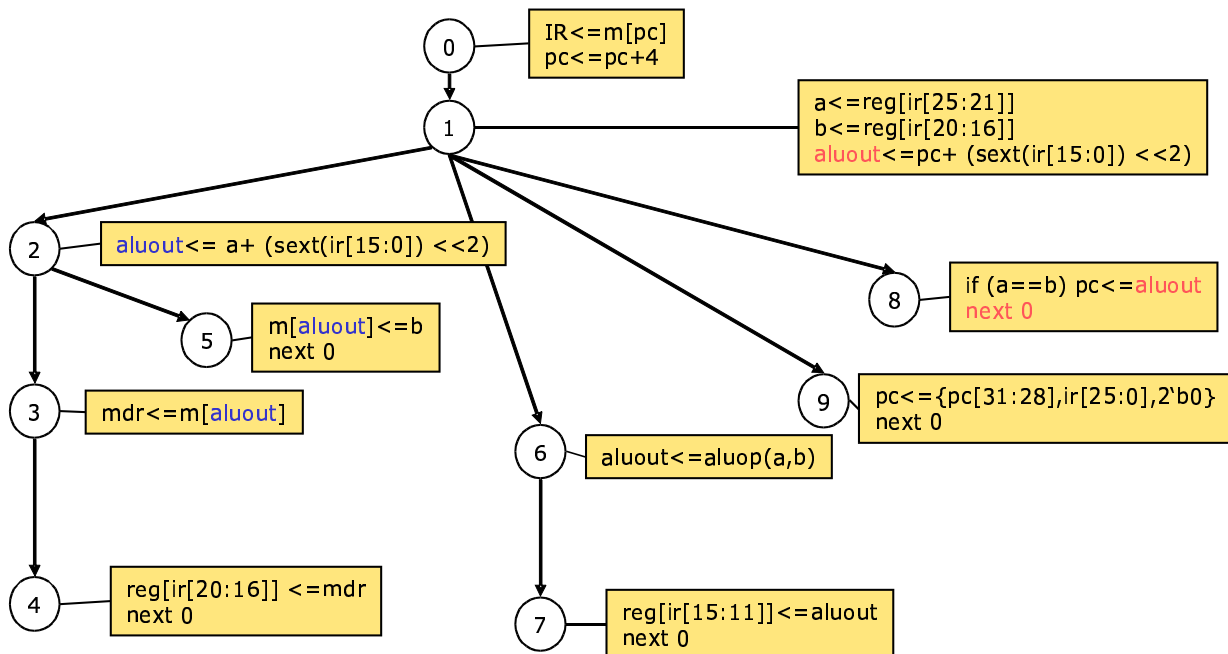 0
IR<=m[pc]
pc<=pc+4
1
a<=reg[ir[25:21]]
b<=reg[ir[20:16]]
aluout<=pc+ (sext(ir[15:0]) <<2)
2
aluout<= a+ (sext(ir[15:0]) <<2)
8
if (a==b) pc<=aluout
next 0
5
m[aluout]<=b
next 0
3
mdr<=m[aluout]
9
pc<={pc[31:28],ir[25:0],2'b0}
next 0
6
aluout<=aluop(a,b)
4
reg[ir[20:16]] <=mdr
next 0
7
reg[ir[15:11]]<=aluout
next 0